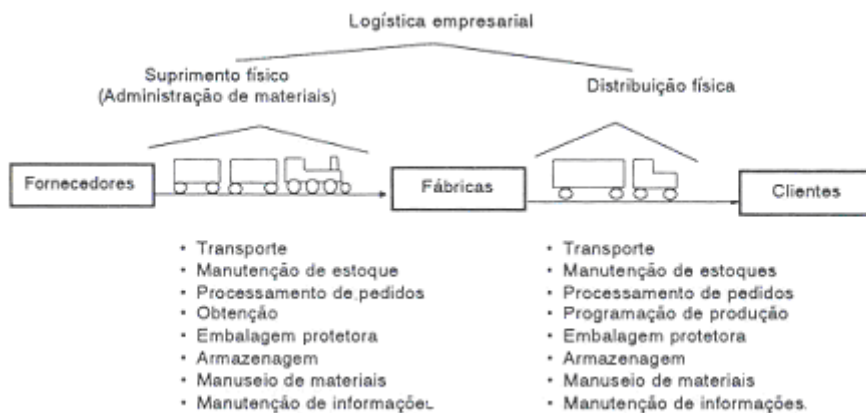 Logística empresarial
Suprimento físico
(Administração de materiais)
Distribuição física
Fornecedores
Fábricas
Clientes
• Transporte
• Manutenção de estoque
• Processamento de pedidos
• Obtenção
• Embalagem protetora
• Armazenagem
• Manuseio de materiais
• Manutenção de informações
• Transporte
• Manutenção de estoques
• Processamento de pedidos
• Programação de produção
• Embalagem protetora
• Armazenagem
• Manuseio de materiais
• Manutenção de informações.